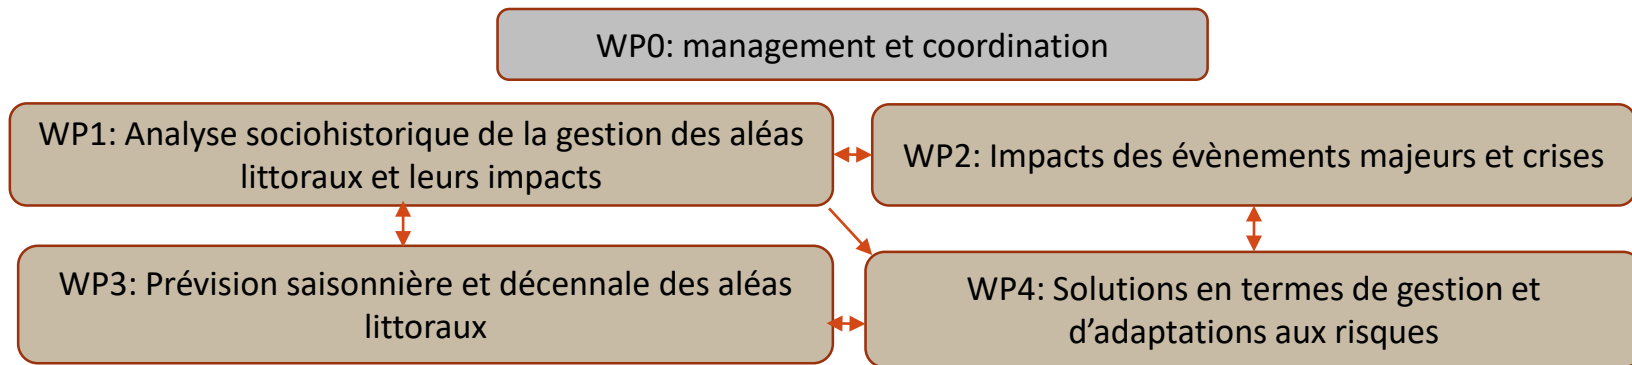 WP0: management et coordination
WP1: Analyse sociohistorique de la gestion des aléas
littoraux et leurs impacts
WP2: Impacts des évènements majeurs et crises
WP3: Prévision saisonnière et décennale des aléas
littoraux
WP4: Solutions en termes de gestion et
d’adaptations aux risques